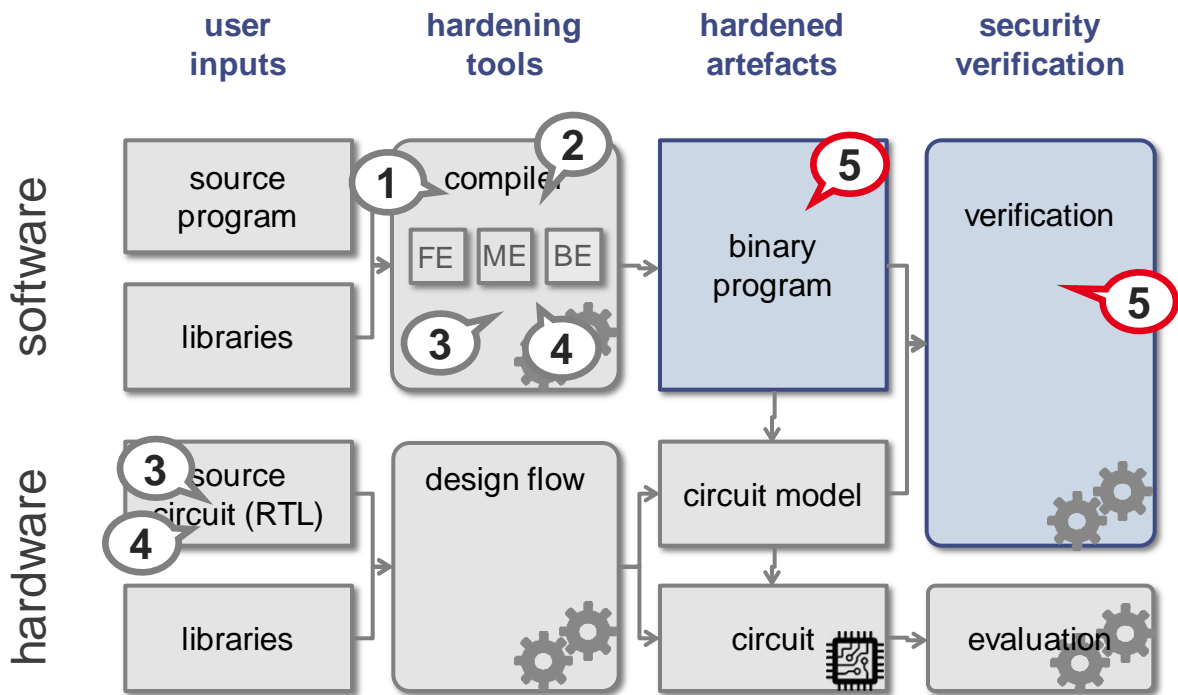 user
inputs
hardening
tools
hardened
artefacts
security
verification
software
source
program
libraries
1
2
compiler
FE
ME
BE
3
4
5
binary
program
verification
5
hardware
3
source
circuit (RTL)
4
libraries
design flow
circuit model
circuit
evaluation